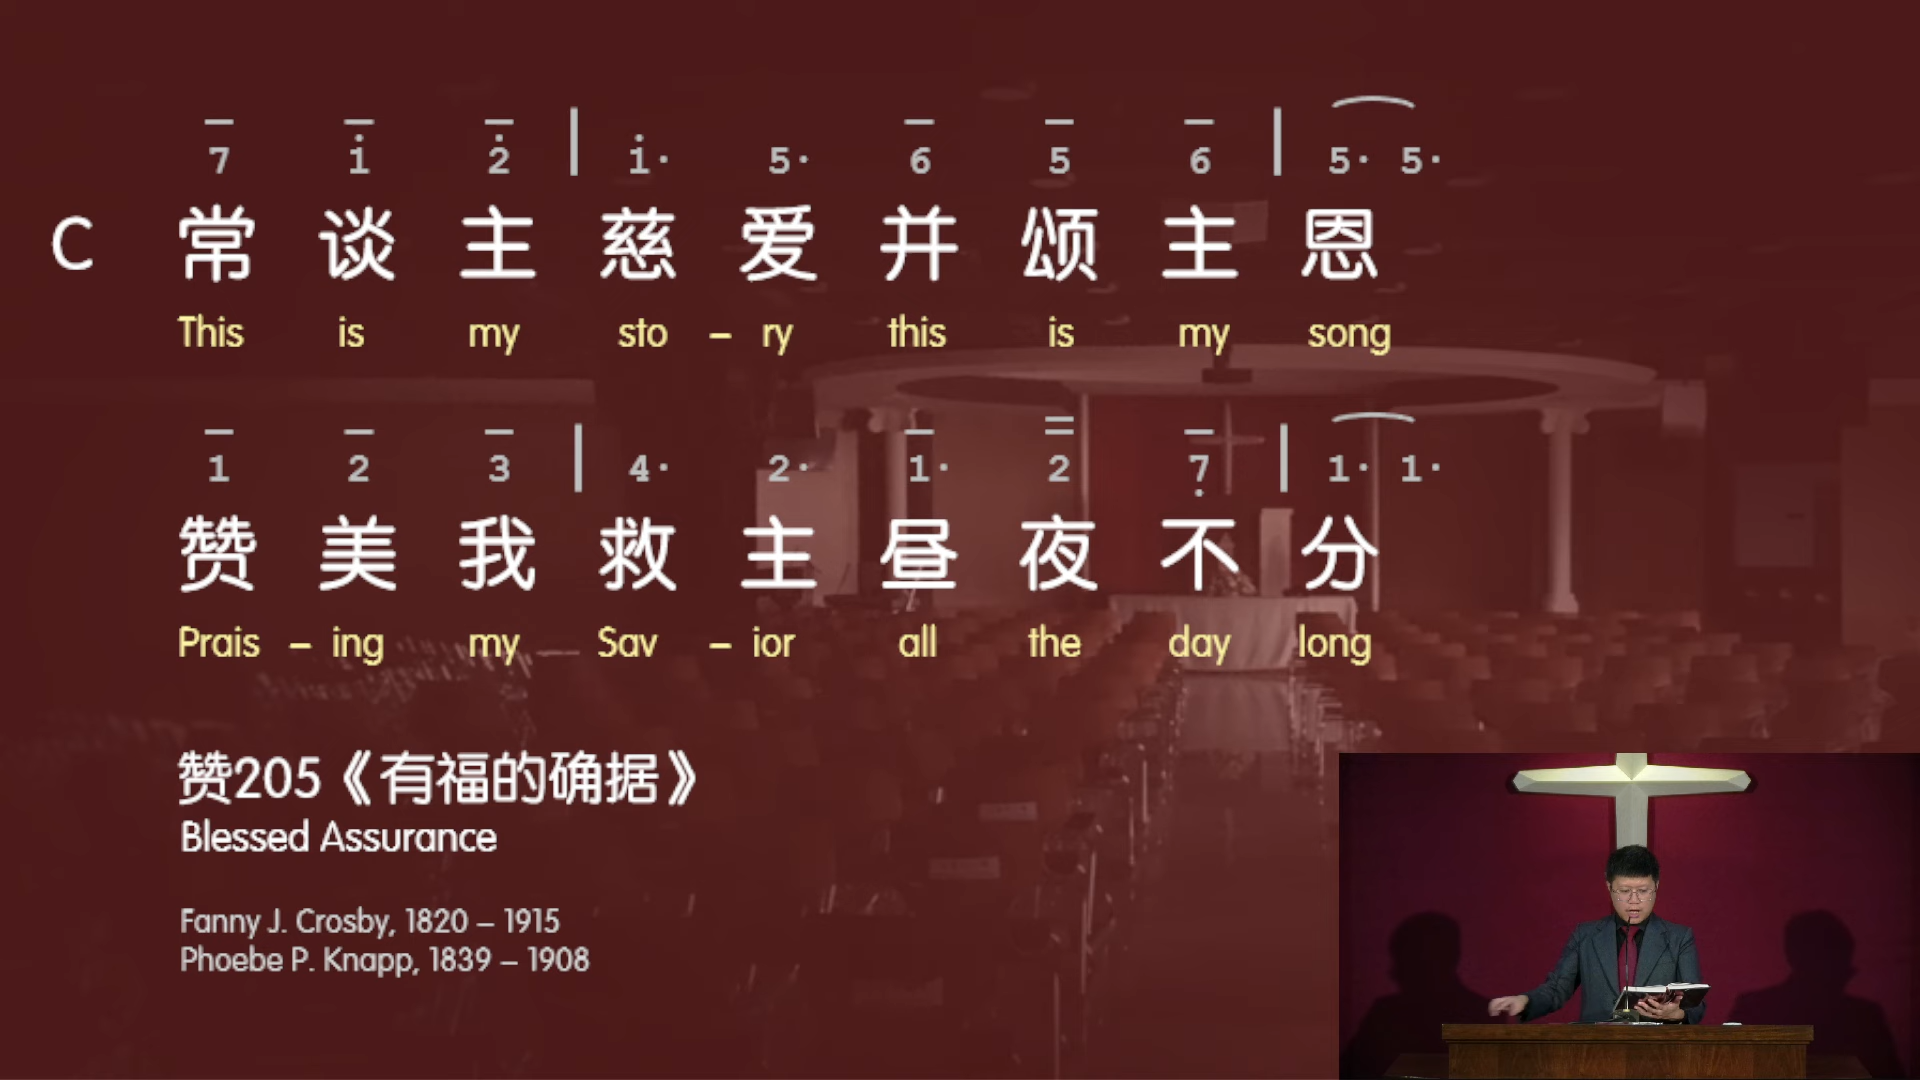 7 i 2 | i· 5· 6 5 6 | 5· 5·
C 常 谈 主 慈 爱 并 颂 主 恩
This is my sto – ry this is my song
1 2 3 | 4· 2· 1· 2 7 | 1· 1·
赞 美 我 救 主 昼 夜 不 分
Prais – ing my Sav – ior all the day long
赞205《有福的确据》
Blessed Assurance
Fanny J. Crosby, 1820 – 1915
Phoebe P. Knapp, 1839 – 1908